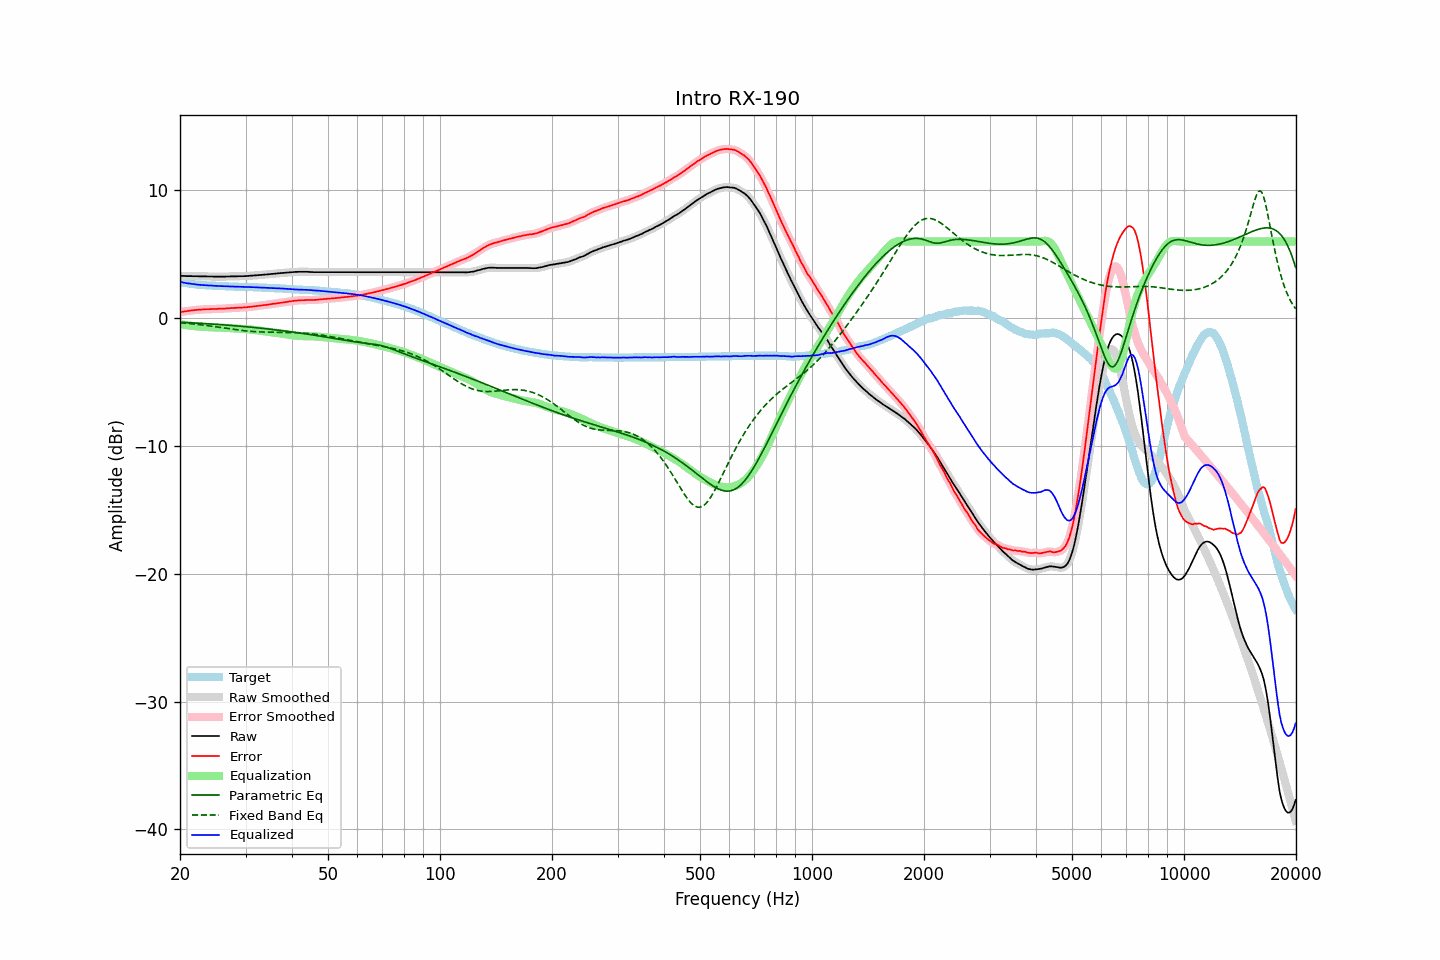 Intro RX-190
Amplitude (dBr)
10
0
−10
−20
−30
−40
Target
Raw Smoothed
Error Smoothed
Raw
Error
Equalization
Parametric Eq
Fixed Band Eq
Equalized
20 50 100 200 500 1000 2000 5000 10000 20000
Frequency (Hz)